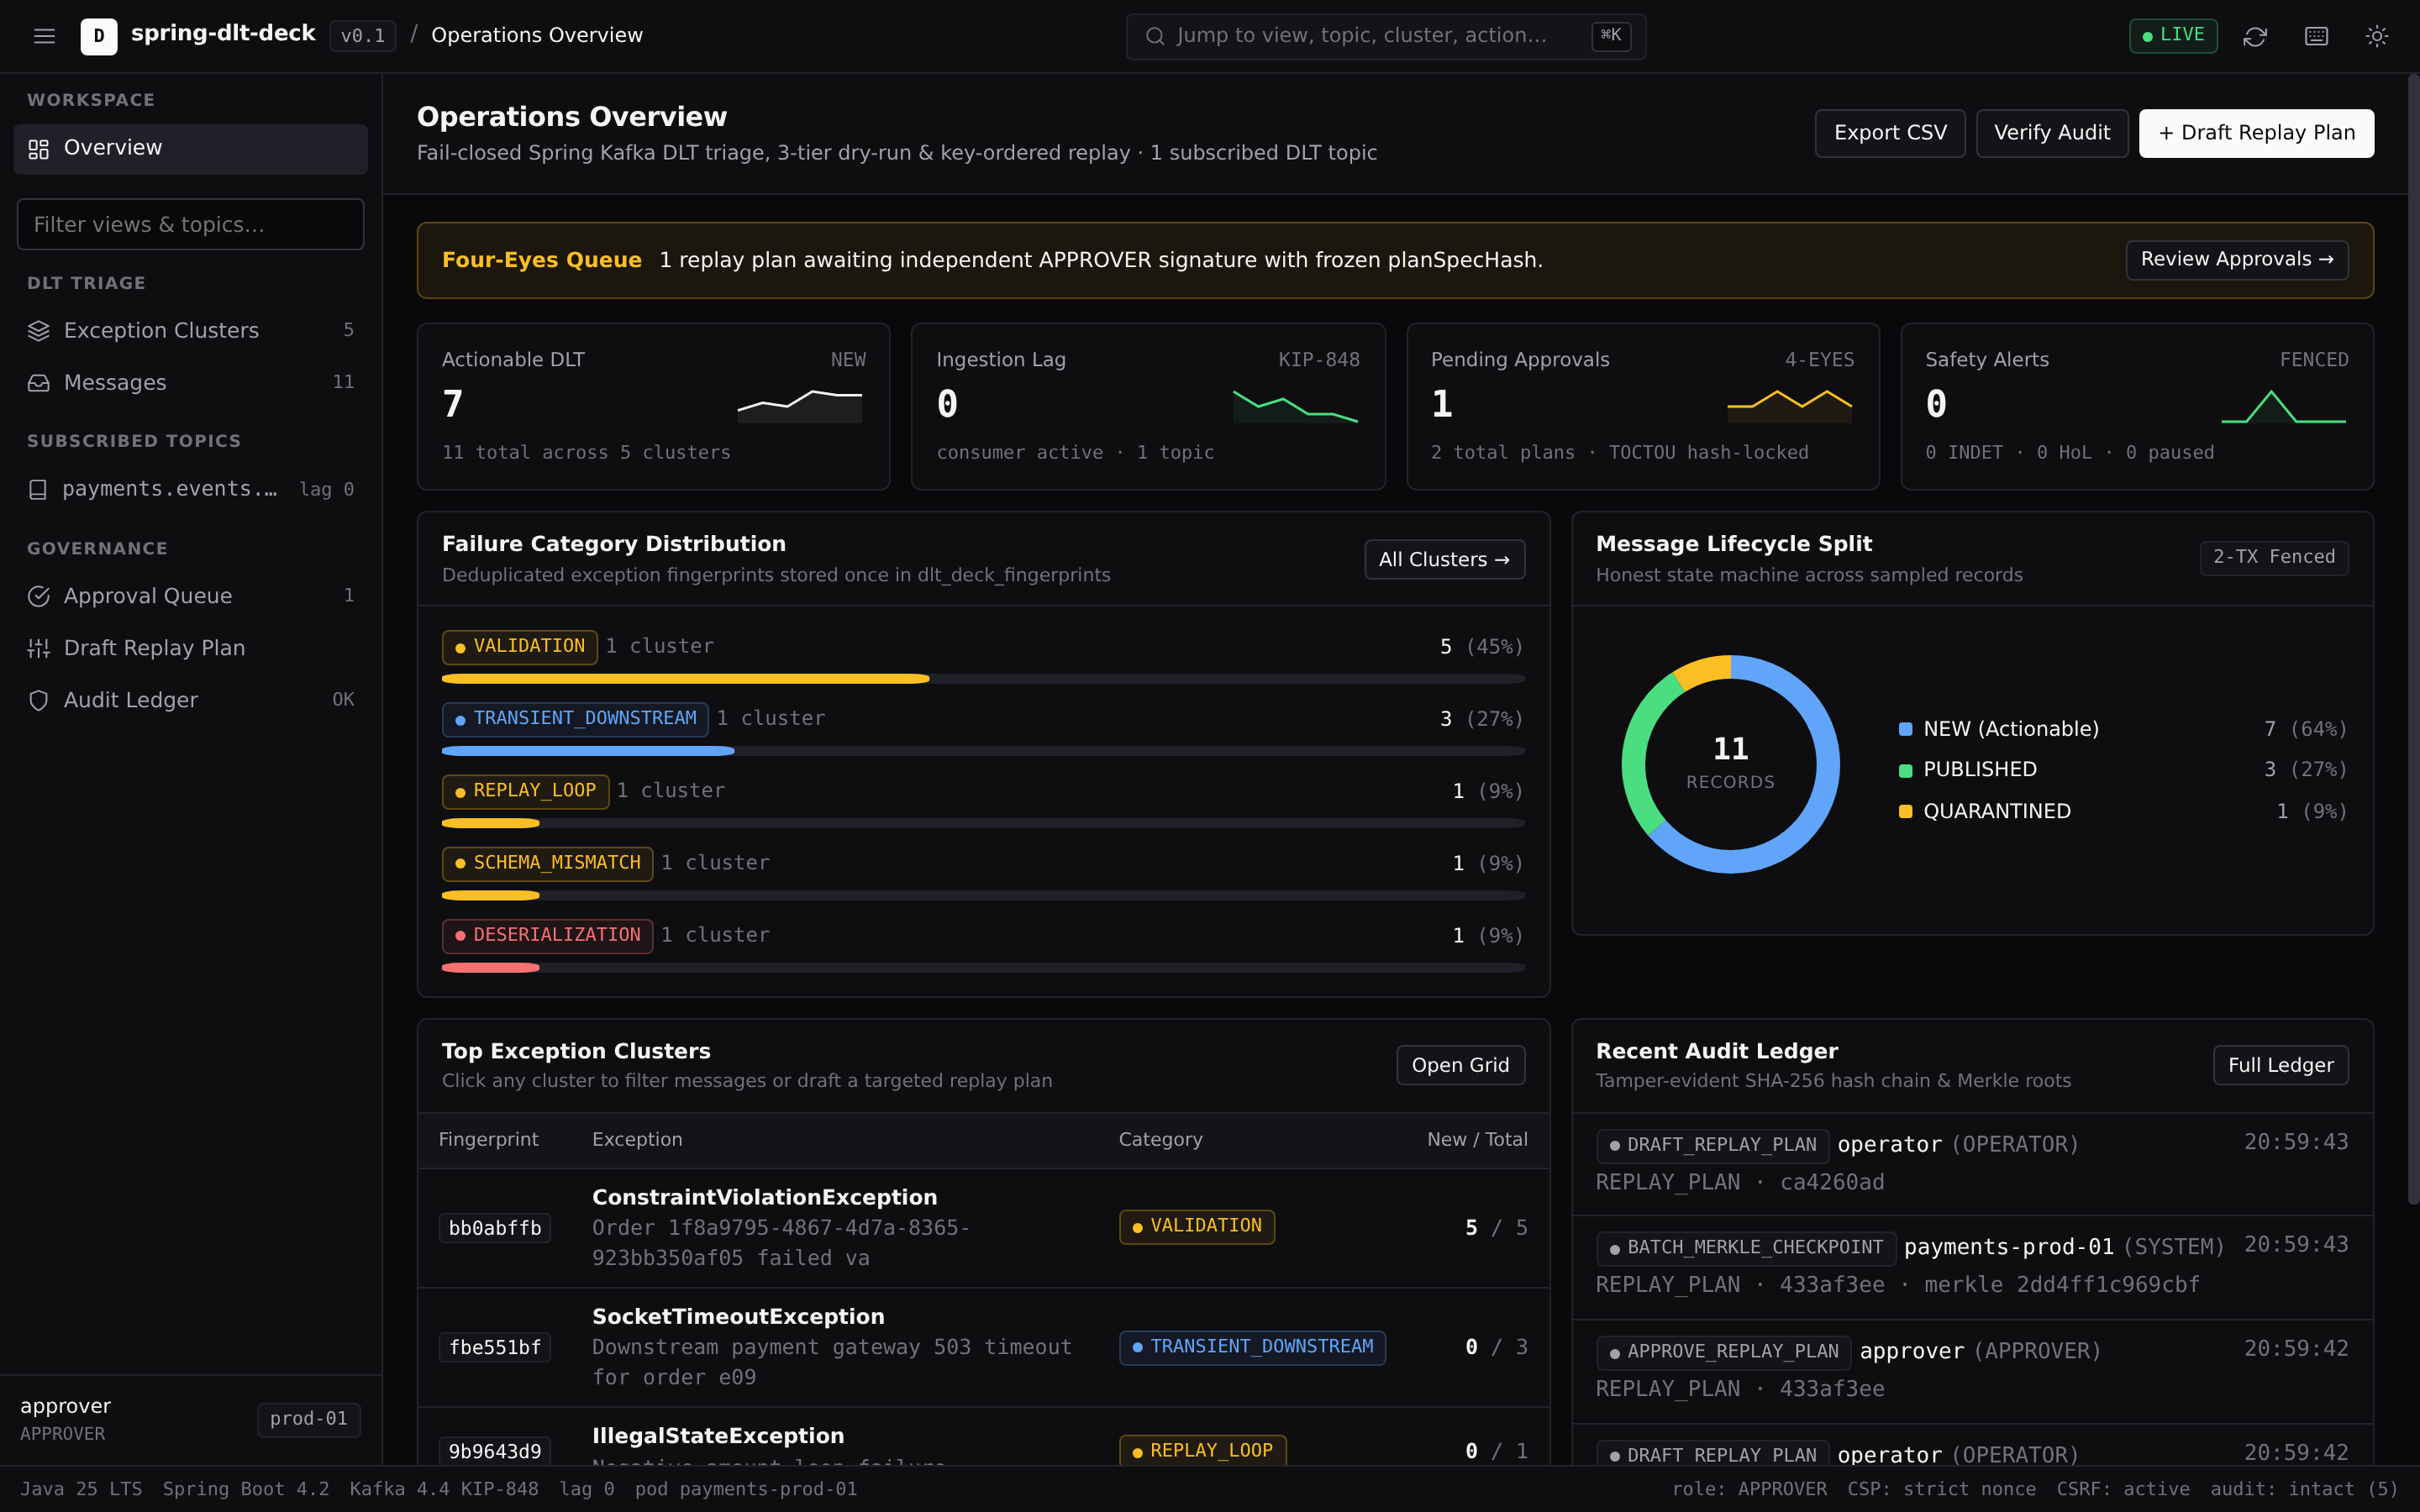 D spring-dlt-deck v0.1 / Operations Overview
Jump to view, topic, cluster, action... ⌘K
LIVE
WORKSPACE
Overview
Filter views & topics...
DLT TRIAGE
Exception Clusters 5
Messages 11
SUBSCRIBED TOPICS
payments.events.… lag 0
GOVERNANCE
Approval Queue 1
Draft Replay Plan
Audit Ledger OK
approver
APPROVER
prod-01
Operations Overview
Fail-closed Spring Kafka DLT triage, 3-tier dry-run & key-ordered replay · 1 subscribed DLT topic
Export CSV
Verify Audit
+ Draft Replay Plan
Four-Eyes Queue 1 replay plan awaiting independent APPROVER signature with frozen planSpecHash.
Review Approvals →
Actionable DLT NEW
7
11 total across 5 clusters
Ingestion Lag KIP-848
0
consumer active · 1 topic
Pending Approvals 4-EYES
1
2 total plans · TOCTOU hash-locked
Safety Alerts FENCED
0
0 INDET · 0 HoL · 0 paused
Failure Category Distribution
Deduplicated exception fingerprints stored once in dlt_deck_fingerprints
All Clusters →
VALIDATION 1 cluster 5 (45%)
TRANSIENT_DOWNSTREAM 1 cluster 3 (27%)
REPLAY_LOOP 1 cluster 1 (9%)
SCHEMA_MISMATCH 1 cluster 1 (9%)
DESERIALIZATION 1 cluster 1 (9%)
Message Lifecycle Split
Honest state machine across sampled records
2-TX Fenced
11
RECORDS
NEW (Actionable) 7 (64%)
PUBLISHED 3 (27%)
QUARANTINED 1 (9%)
Top Exception Clusters
Click any cluster to filter messages or draft a targeted replay plan
Open Grid
Fingerprint Exception Category New / Total
bb0abffb
ConstraintViolationException
Order 1f8a9795-4867-4d7a-8365-
923bb350af05 failed va
VALIDATION
5 / 5
fbe551bf
SocketTimeoutException
Downstream payment gateway 503 timeout
for order e09
TRANSIENT_DOWNSTREAM
0 / 3
9b9643d9
IllegalStateException
Negative amount loop failure
REPLAY_LOOP
0 / 1
Recent Audit Ledger
Tamper-evident SHA-256 hash chain & Merkle roots
Full Ledger
DRAFT_REPLAY_PLAN operator (OPERATOR) 20:59:43
REPLAY_PLAN · ca4260ad
BATCH_MERKLE_CHECKPOINT payments-prod-01 (SYSTEM) 20:59:43
REPLAY_PLAN · 433af3ee · merkle 2dd4ff1c969cbf
APPROVE_REPLAY_PLAN approver (APPROVER) 20:59:42
REPLAY_PLAN · 433af3ee
DRAFT_REPLAY_PLAN operator (OPERATOR) 20:59:42
Java 25 LTS Spring Boot 4.2 Kafka 4.4 KIP-848 lag 0 pod payments-prod-01
role: APPROVER CSP: strict nonce CSRF: active audit: intact (5)